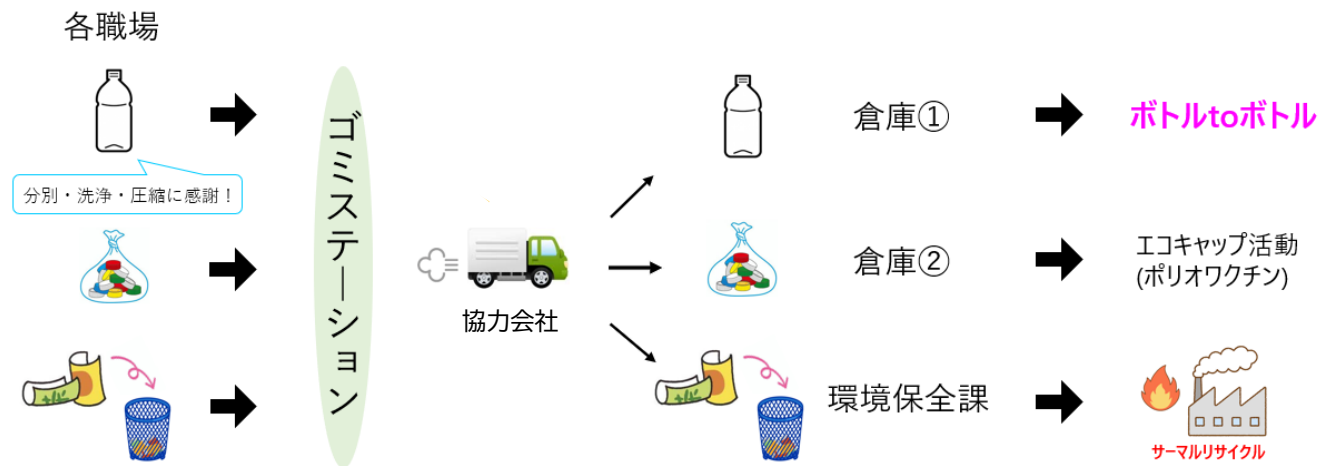 各職場
分別・洗浄・圧縮に感謝！
ゴミステーション
協力会社
倉庫①
ボトルtoボトル
倉庫②
エコキャップ活動
(ポリオワクチン)
環境保全課
サーマルリサイクル